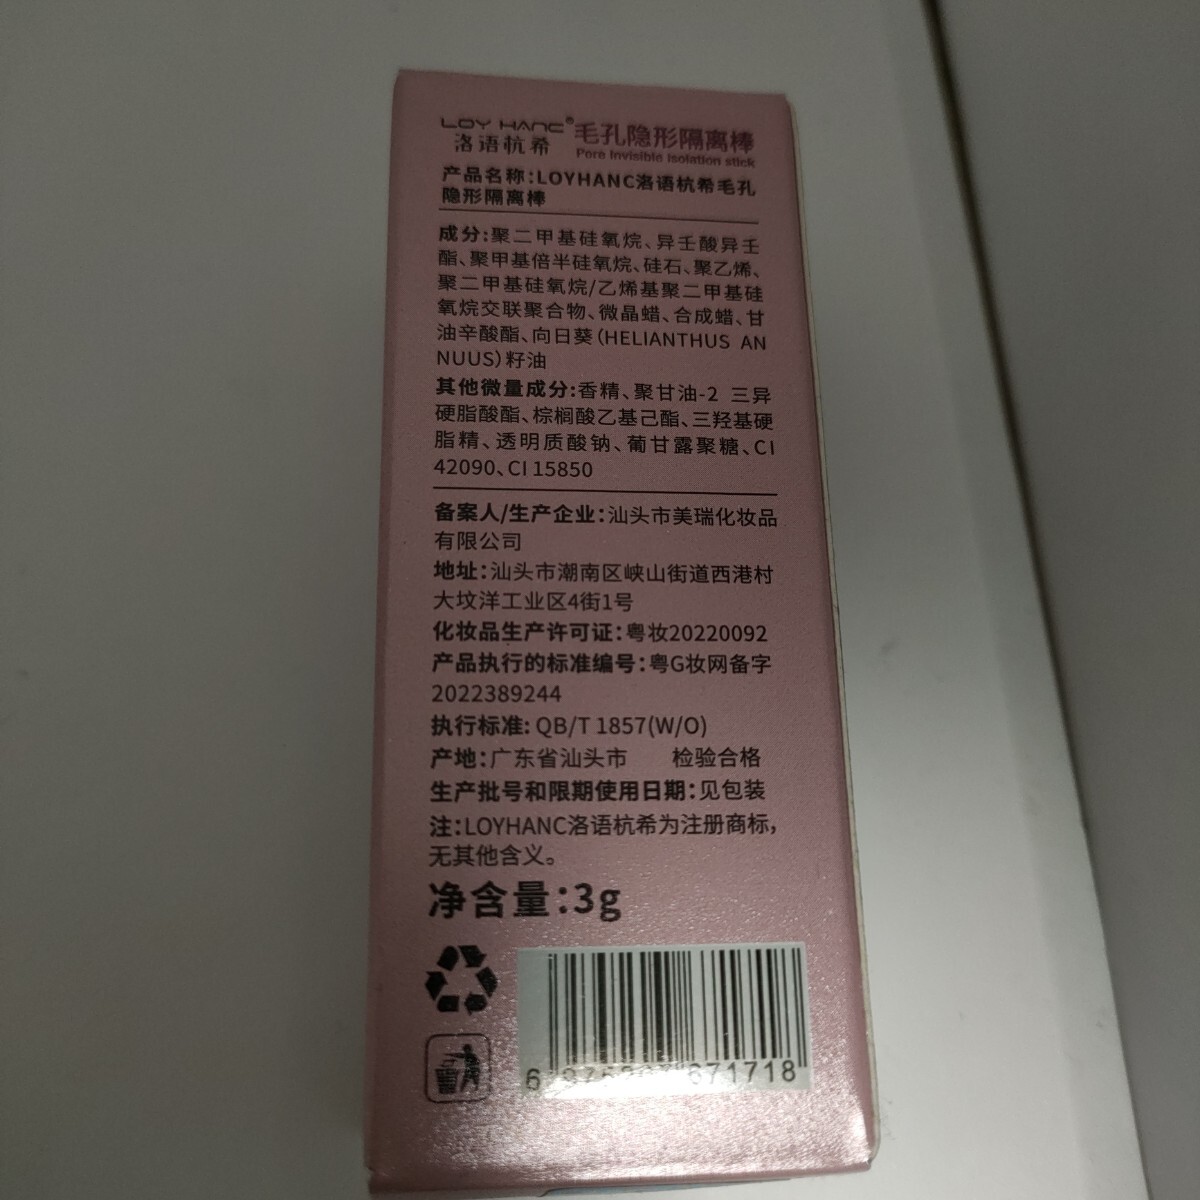 LOY HANC®
洛语杭希
毛孔隐形隔离棒
Pore Invisible Isolation stick
产品名称:LOYHANC洛语杭希毛孔
隐形隔离棒
成分:聚二甲基硅氧烷、异壬酸异壬
酯、聚甲基倍半硅氧烷、硅石、聚乙烯、
聚二甲基硅氧烷/乙烯基聚二甲基硅
氧烷交联聚合物、微晶蜡、合成蜡、甘
油辛酸酯、向日葵(HELIANTHUS AN
NUUS)籽油
其他微量成分:香精、聚甘油-2 三异
硬脂酸酯、棕榈酸乙基己酯、三羟基硬
脂精、透明质酸钠、葡甘露聚糖、CI
42090、CI 15850
备案人/生产企业:汕头市美瑞化妆品
有限公司
地址:汕头市潮南区峡山街道西港村
大坟洋工业区4街1号
化妆品生产许可证:粤妆20220092
产品执行的标准编号:粤G妆网备字
2022389244
执行标准: QB/T 1857(W/O)
产地:广东省汕头市 检验合格
生产批号和限期使用日期:见包装
注:LOYHANC洛语杭希为注册商标,
无其他含义。
净含量:3g
671718